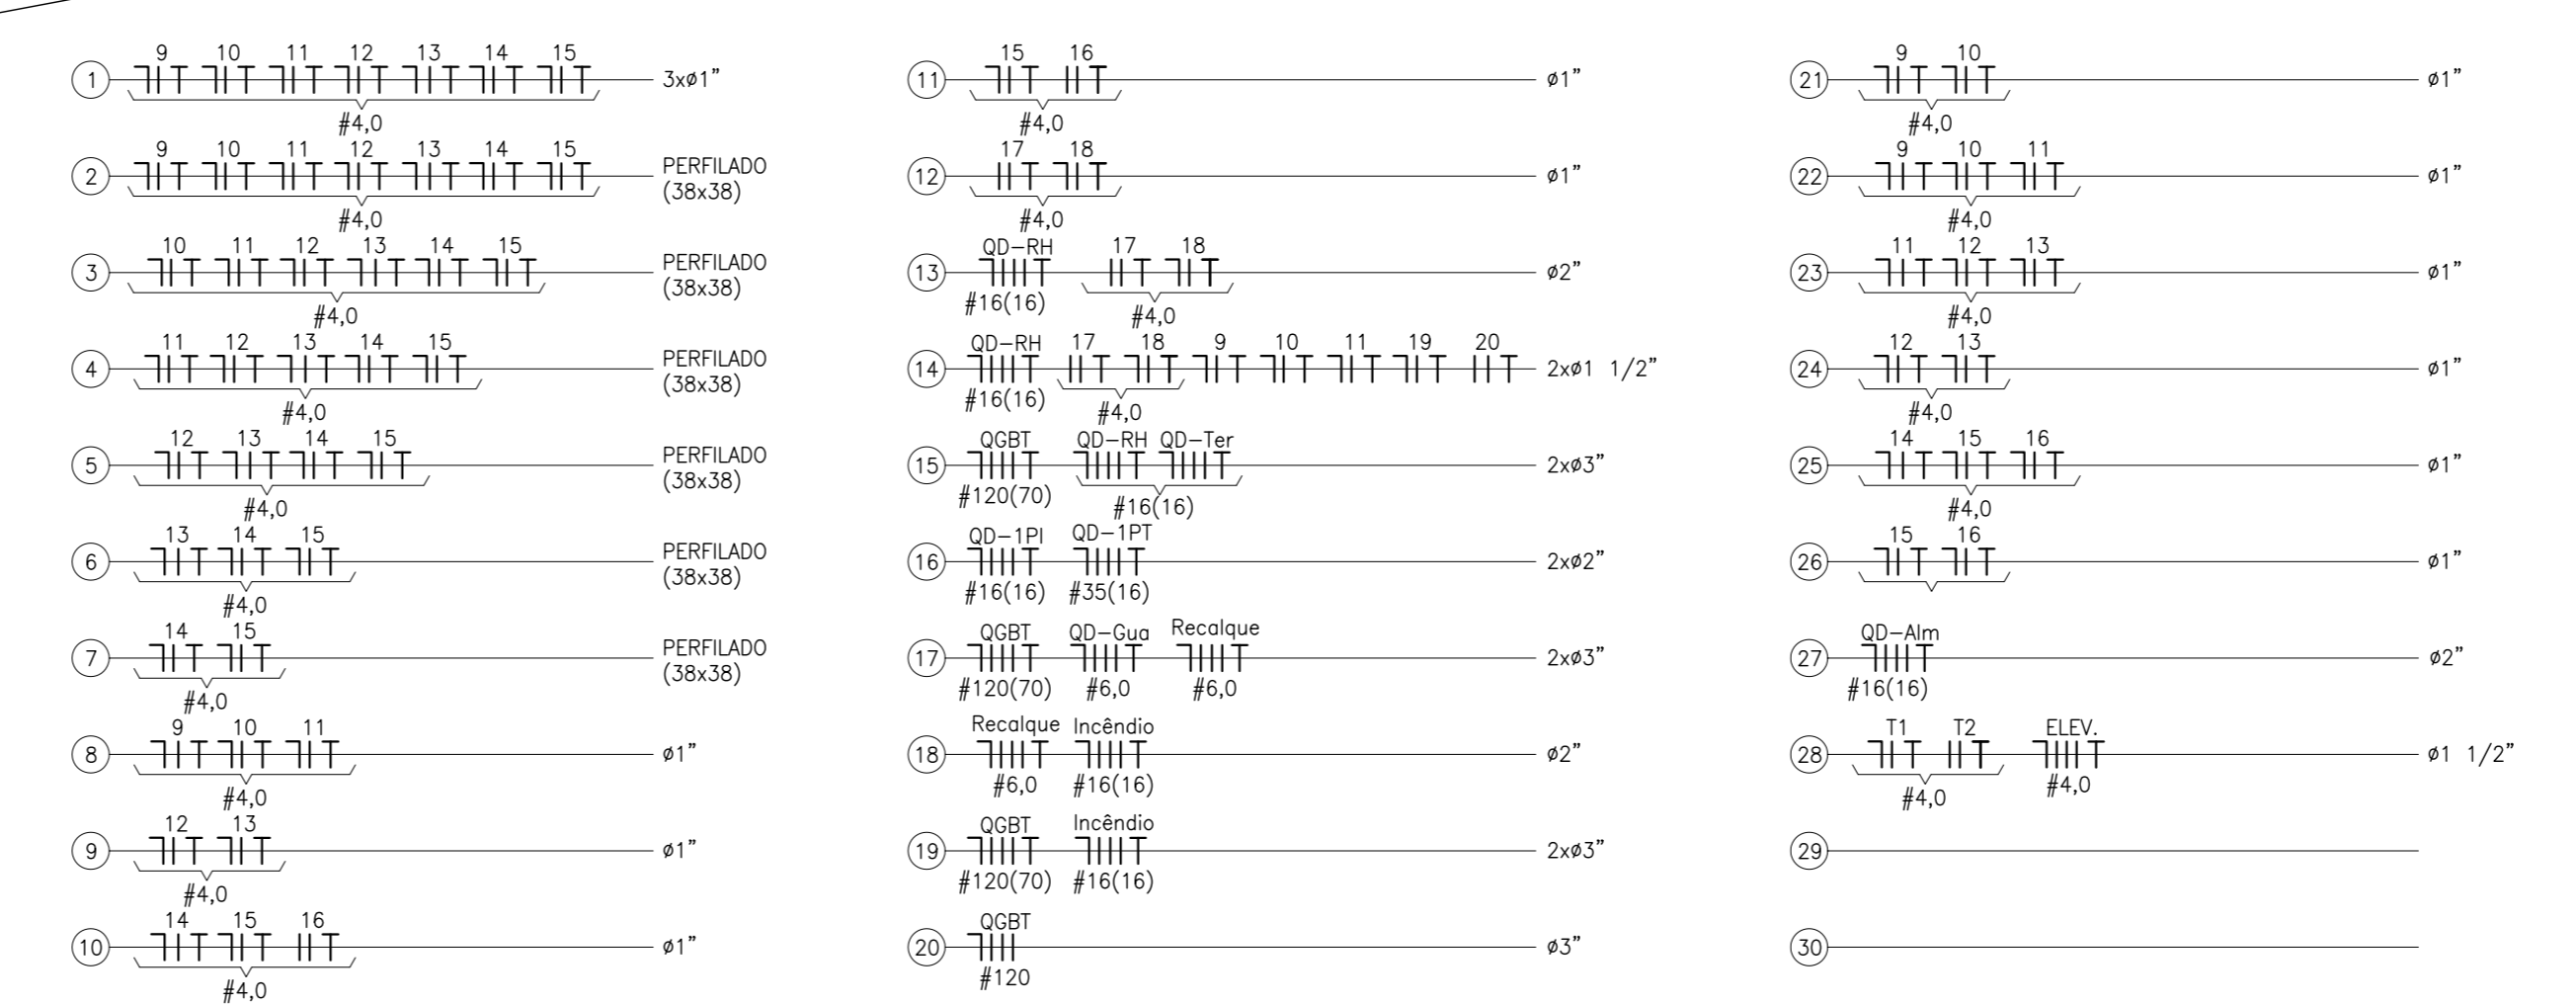 9 10 11 12 13 14 15
1 3xø1”
#4,0
9 10 11 12 13 14 15
2 PERFILADO
(38x38)
#4,0
10 11 12 13 14 15
3 PERFILADO
(38x38)
#4,0
11 12 13 14 15
4 PERFILADO
(38x38)
#4,0
12 13 14 15
5 PERFILADO
(38x38)
#4,0
13 14 15
6 PERFILADO
(38x38)
#4,0
14 15
7 PERFILADO
(38x38)
#4,0
9 10 11
8 ø1”
#4,0
12 13
9 ø1”
#4,0
14 15 16
10 ø1”
#4,0
15 16
11 ø1”
#4,0
17 18
12 ø1”
#4,0
QD-RH 17 18
13 ø2”
#16(16) #4,0
QD-RH 17 18 9 10 11 19 20
14 2xø1 1/2”
#16(16) #4,0
QGBT QD-RH QD-Ter
15 2xø3”
#120(70) #16(16)
QD-1PI QD-1PT
16 2xø2”
#16(16) #35(16)
QGBT QD-Gua Recalque
17 2xø3”
#120(70) #6,0 #6,0
Recalque Incêndio
18 ø2”
#6,0 #16(16)
QGBT Incêndio
19 2xø3”
#120(70) #16(16)
QGBT
20 ø3”
#120
9 10
21 ø1”
#4,0
9 10 11
22 ø1”
#4,0
11 12 13
23 ø1”
#4,0
12 13
24 ø1”
#4,0
14 15 16
25 ø1”
#4,0
15 16
26 ø1”
QD-Alm
27 ø2”
#16(16)
T1 T2 ELEV.
28 ø1 1/2”
#4,0 #4,0
29
30